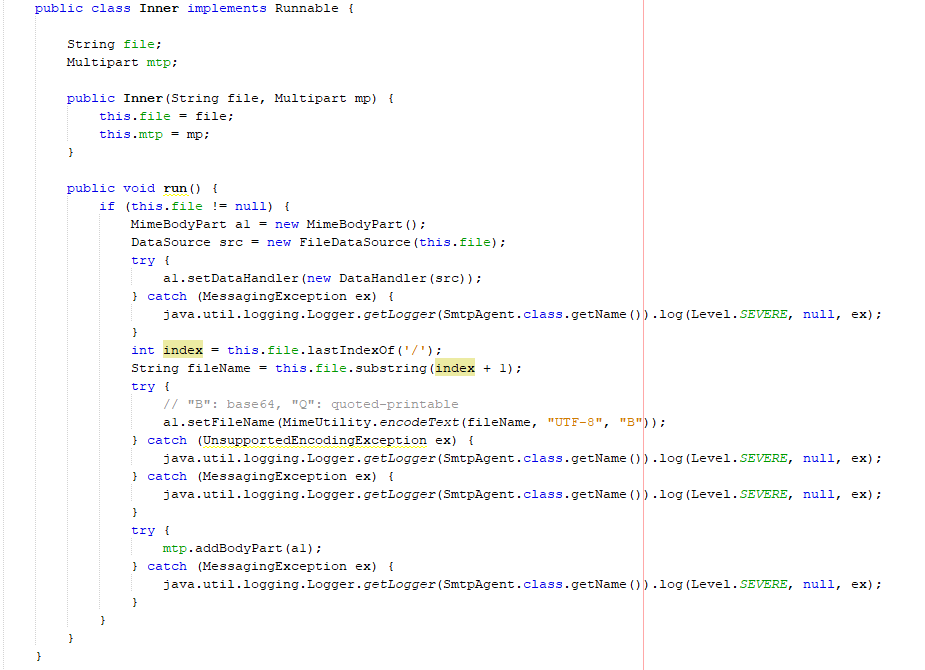 public class Inner implements Runnable {
String file;
Multipart mtp;
public Inner(String file, Multipart mp) {
this.file = file;
this.mtp = mp;
}
public void run() {
if (this.file != null) {
MimeBodyPart a1 = new MimeBodyPart();
DataSource src = new FileDataSource(this.file);
try {
a1.setDataHandler(new DataHandler(src));
} catch (MessagingException ex) {
java.util.logging.Logger.getLogger(SmtpAgent.class.getName()).log(Level.SEVERE, null, ex);
}
int index = this.file.lastIndexOf('/');
String fileName = this.file.substring(index + 1);
try {
// "B": base64, "Q": quoted-printable
a1.setFileName(MimeUtility.encodeText(fileName, "UTF-8", "B"));
} catch (UnsupportedEncodingException ex) {
java.util.logging.Logger.getLogger(SmtpAgent.class.getName()).log(Level.SEVERE, null, ex);
} catch (MessagingException ex) {
java.util.logging.Logger.getLogger(SmtpAgent.class.getName()).log(Level.SEVERE, null, ex);
}
try {
mtp.addBodyPart(a1);
} catch (MessagingException ex) {
java.util.logging.Logger.getLogger(SmtpAgent.class.getName()).log(Level.SEVERE, null, ex);
}
}
}
}